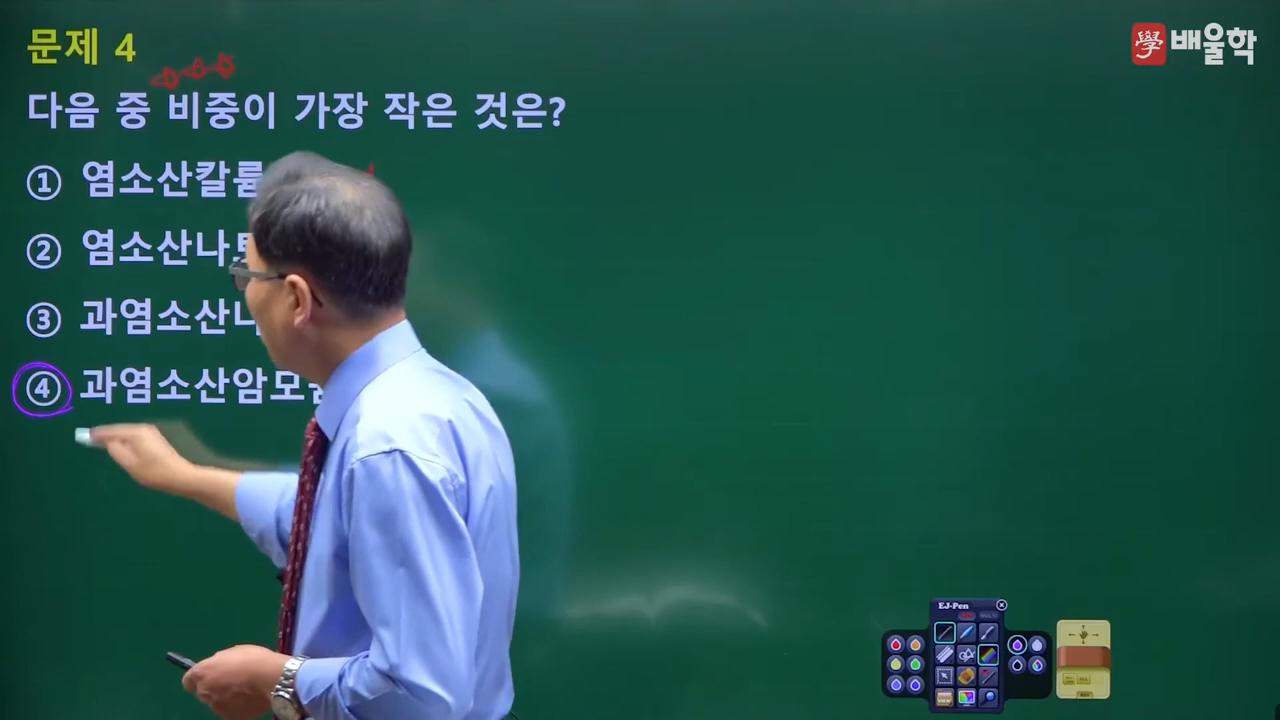 문제 4
學 배울학
다음 중 비중이 가장 작은 것은?
① 염소산칼륨
② 염소산나
③ 과염소산
④ 과염소산암모
EJ-Pen